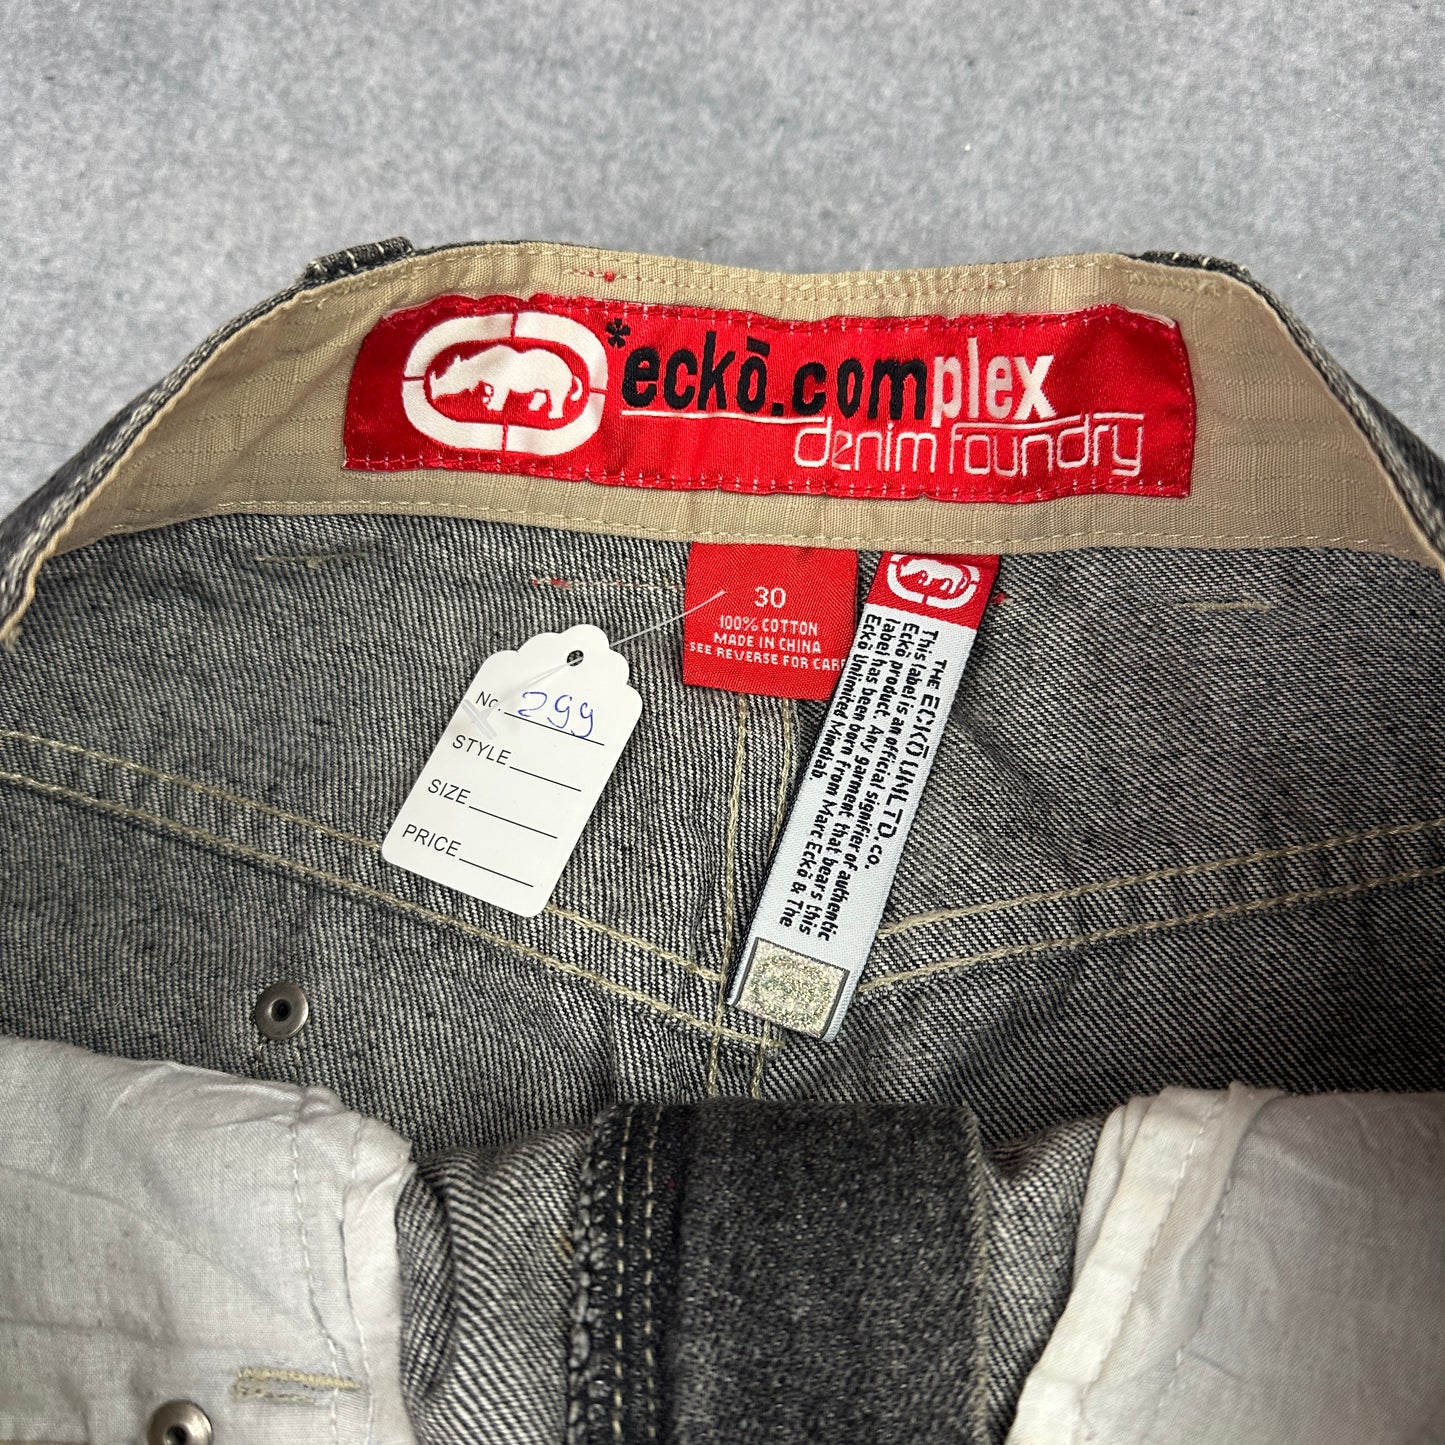 *eckō.complex
denim foundry
30
100% COTTON
MADE IN CHINA
SEE REVERSE FOR CAR
No. 299
STYLE
SIZE
PRICE
THE ECKŌ UNLTD.CO.
This label is an official signifier of authentic
Eckō product. Any garment that bears this
label has been born from Marc Eckō & The
Eckō Unlimited Mindlab.